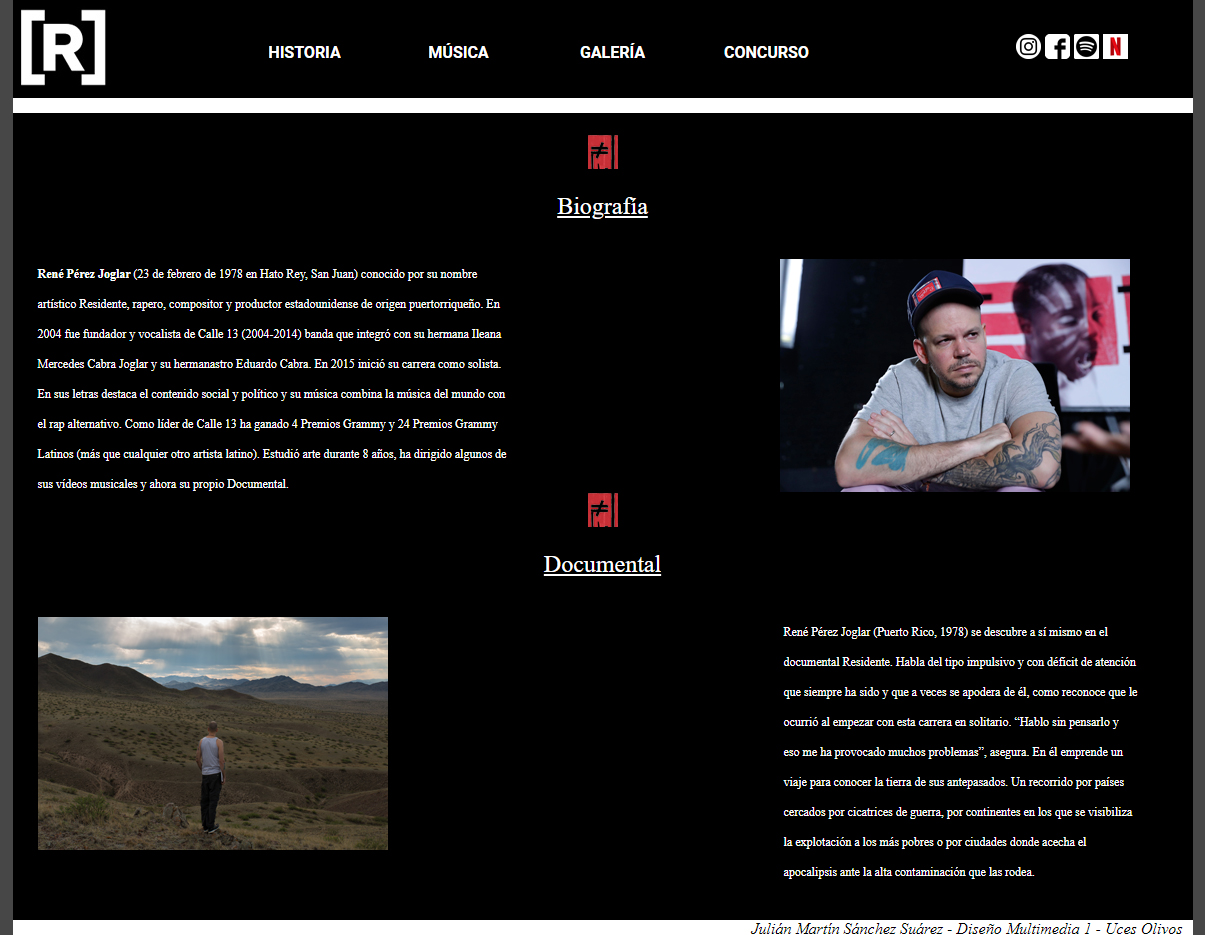 [R]
HISTORIA MÚSICA GALERÍA CONCURSO
N
≠
Biografía
René Pérez Joglar (23 de febrero de 1978 en Hato Rey, San Juan) conocido por su nombre
artístico Residente, rapero, compositor y productor estadounidense de origen puertorriqueño. En
2004 fue fundador y vocalista de Calle 13 (2004-2014) banda que integró con su hermana Ileana
Mercedes Cabra Joglar y su hermanastro Eduardo Cabra. En 2015 inició su carrera como solista.
En sus letras destaca el contenido social y político y su música combina la música del mundo con
el rap alternativo. Como líder de Calle 13 ha ganado 4 Premios Grammy y 24 Premios Grammy
Latinos (más que cualquier otro artista latino). Estudió arte durante 8 años, ha dirigido algunos de
sus vídeos musicales y ahora su propio Documental.
≠
Documental
René Pérez Joglar (Puerto Rico, 1978) se descubre a sí mismo en el
documental Residente. Habla del tipo impulsivo y con déficit de atención
que siempre ha sido y que a veces se apodera de él, como reconoce que le
ocurrió al empezar con esta carrera en solitario. “Hablo sin pensarlo y
eso me ha provocado muchos problemas”, asegura. En él emprende un
viaje para conocer la tierra de sus antepasados. Un recorrido por países
cercados por cicatrices de guerra, por continentes en los que se visibiliza
la explotación a los más pobres o por ciudades donde acecha el
apocalipsis ante la alta contaminación que las rodea.
Julián Martín Sánchez Suárez - Diseño Multimedia 1 - Uces Olivos